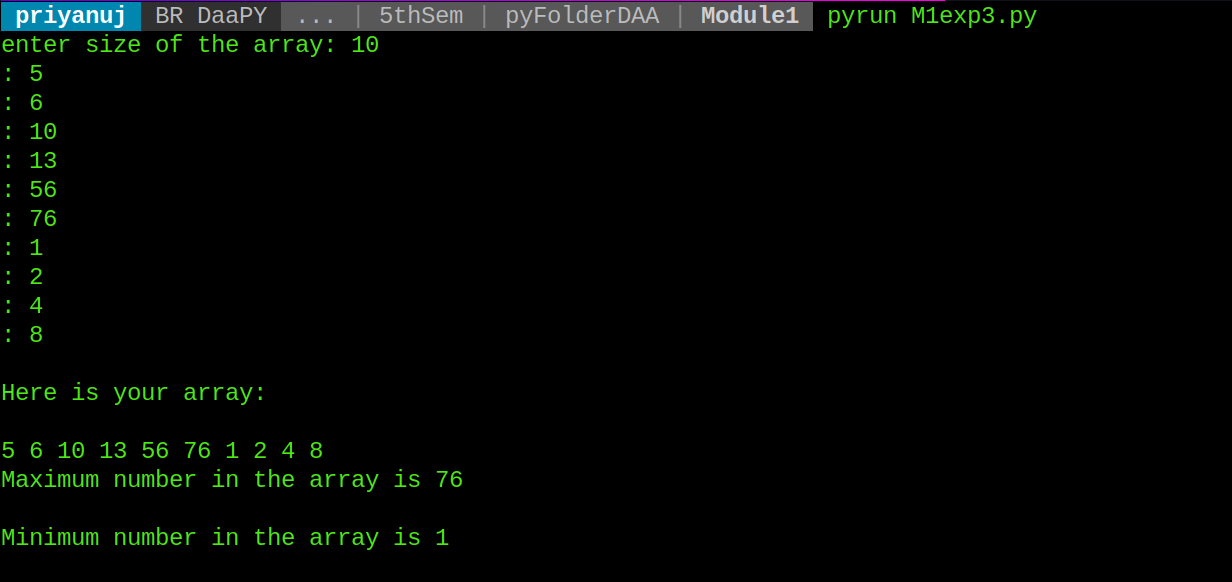 priyanuj BR DaaPY ... | 5thSem | pyFolderDAA | Module1 pyrun M1exp3.py
enter size of the array: 10
: 5
: 6
: 10
: 13
: 56
: 76
: 1
: 2
: 4
: 8
Here is your array:
5 6 10 13 56 76 1 2 4 8
Maximum number in the array is 76
Minimum number in the array is 1